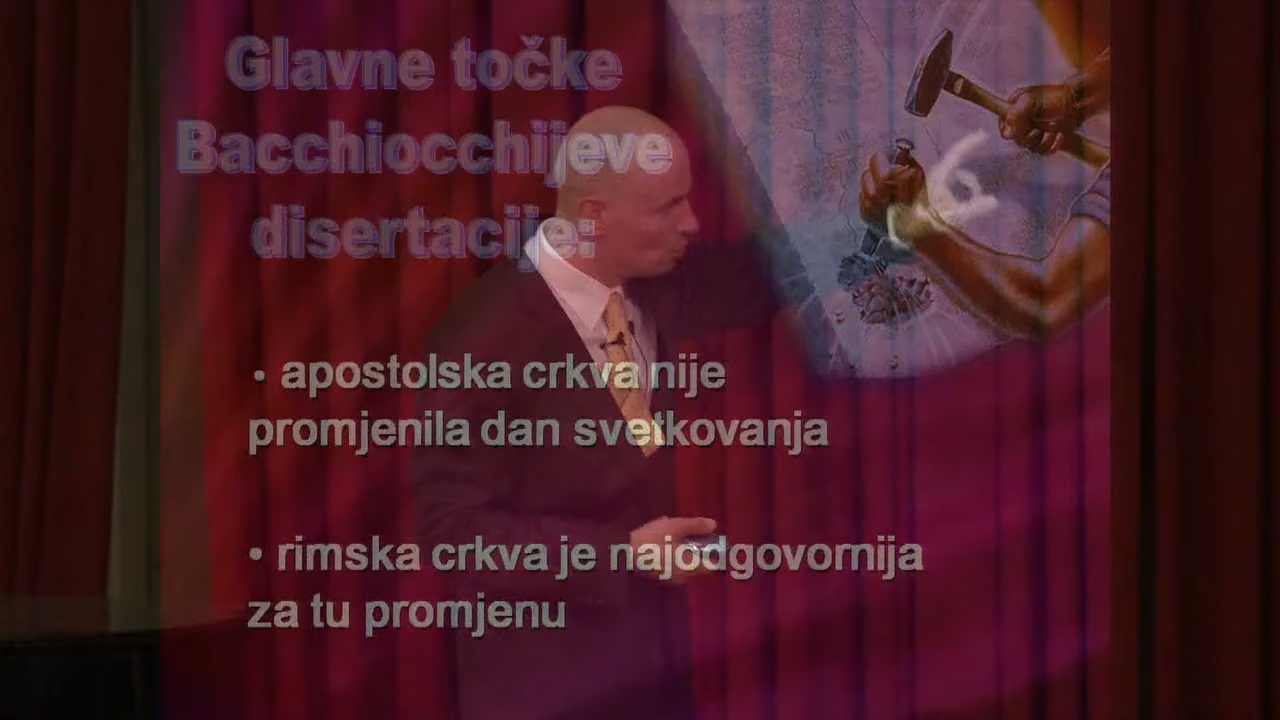 Glavne točke
Bacchiocchijeve
disertacije:
• apostolska crkva nije
promjenila dan svetkovanja
• rimska crkva je najodgovornija
za tu promjenu